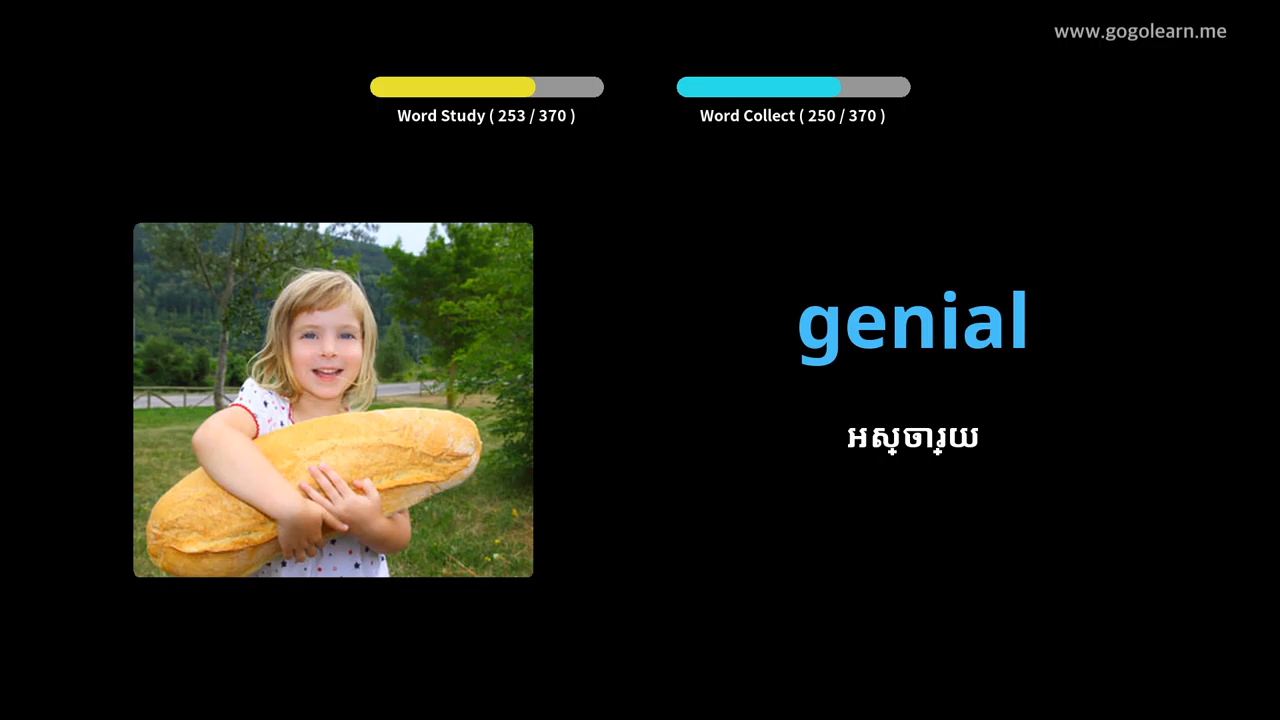 www.gogolearn.me
Word Study ( 253 / 370 )
Word Collect ( 250 / 370 )
genial
អស្ចារ្យ